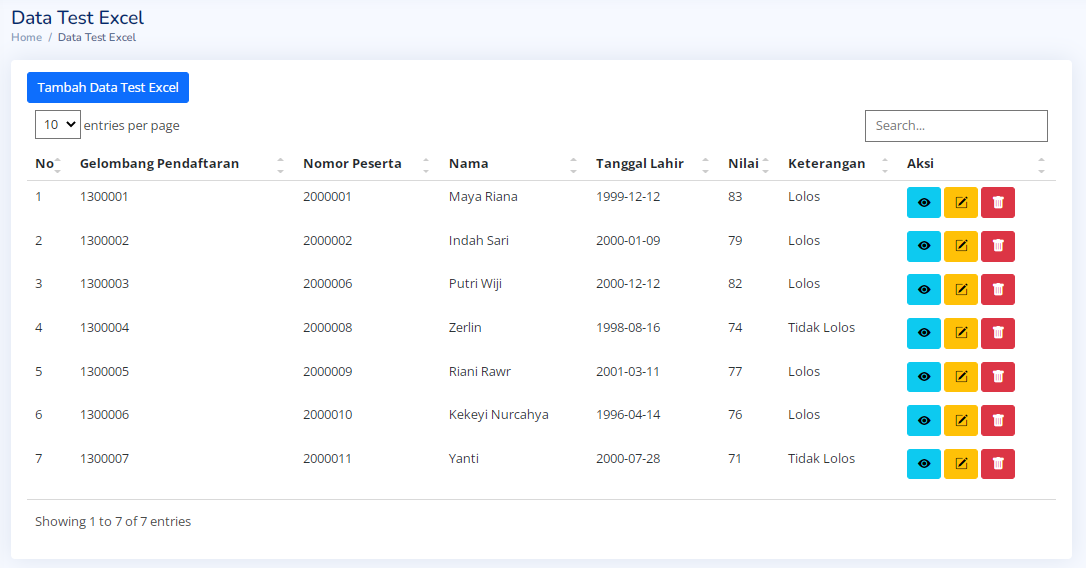 Data Test Excel
Home / Data Test Excel
Tambah Data Test Excel
10 entries per page Search...
No Gelombang Pendaftaran Nomor Peserta Nama Tanggal Lahir Nilai Keterangan Aksi
1 1300001 2000001 Maya Riana 1999-12-12 83 Lolos
2 1300002 2000002 Indah Sari 2000-01-09 79 Lolos
3 1300003 2000006 Putri Wiji 2000-12-12 82 Lolos
4 1300004 2000008 Zerlin 1998-08-16 74 Tidak Lolos
5 1300005 2000009 Riani Rawr 2001-03-11 77 Lolos
6 1300006 2000010 Kekeyi Nurcahya 1996-04-14 76 Lolos
7 1300007 2000011 Yanti 2000-07-28 71 Tidak Lolos
Showing 1 to 7 of 7 entries